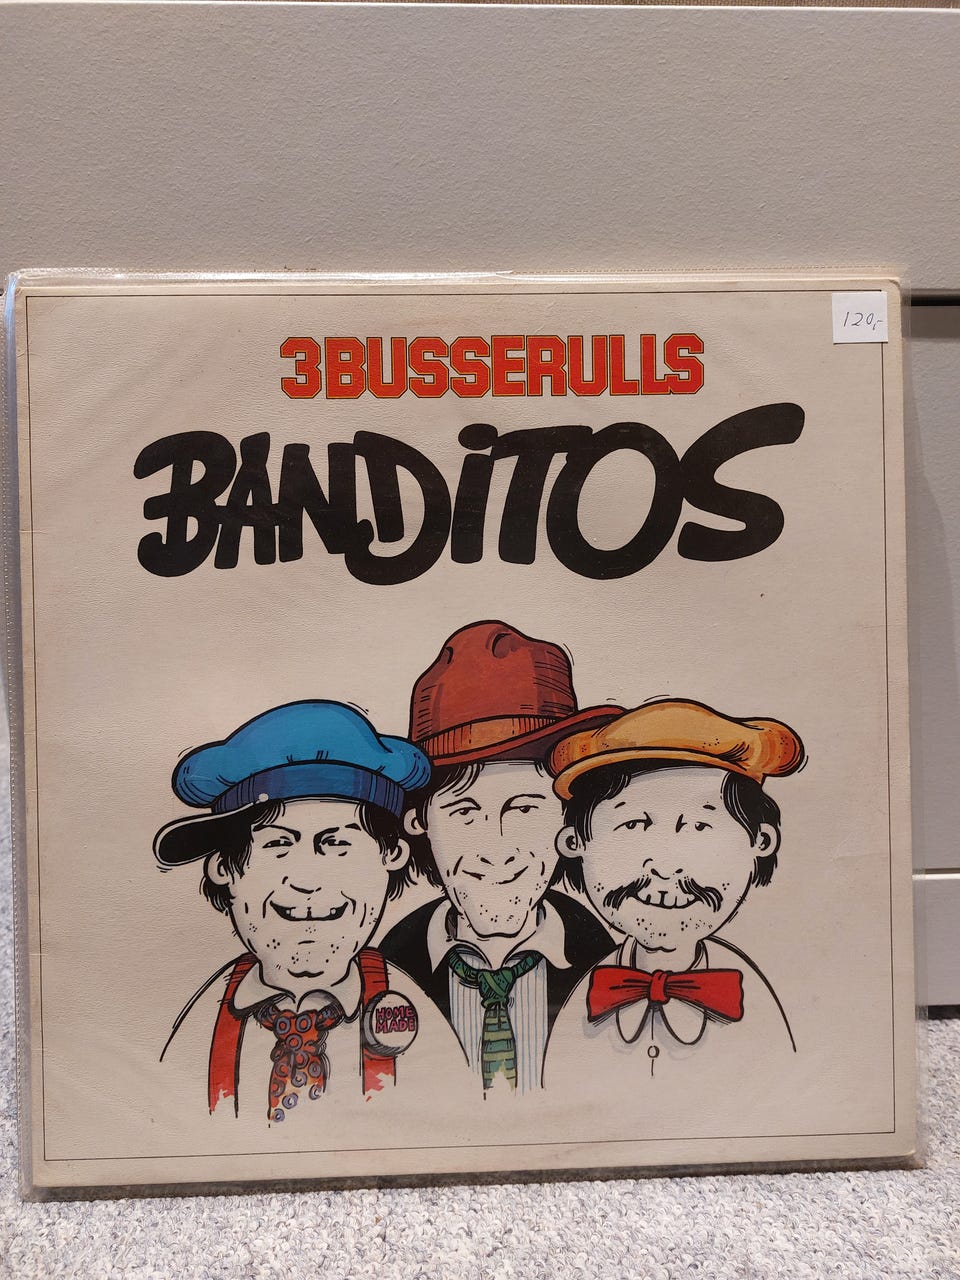 120,-
3BUSSERULLS
BANDiTOS
HOME
MADE